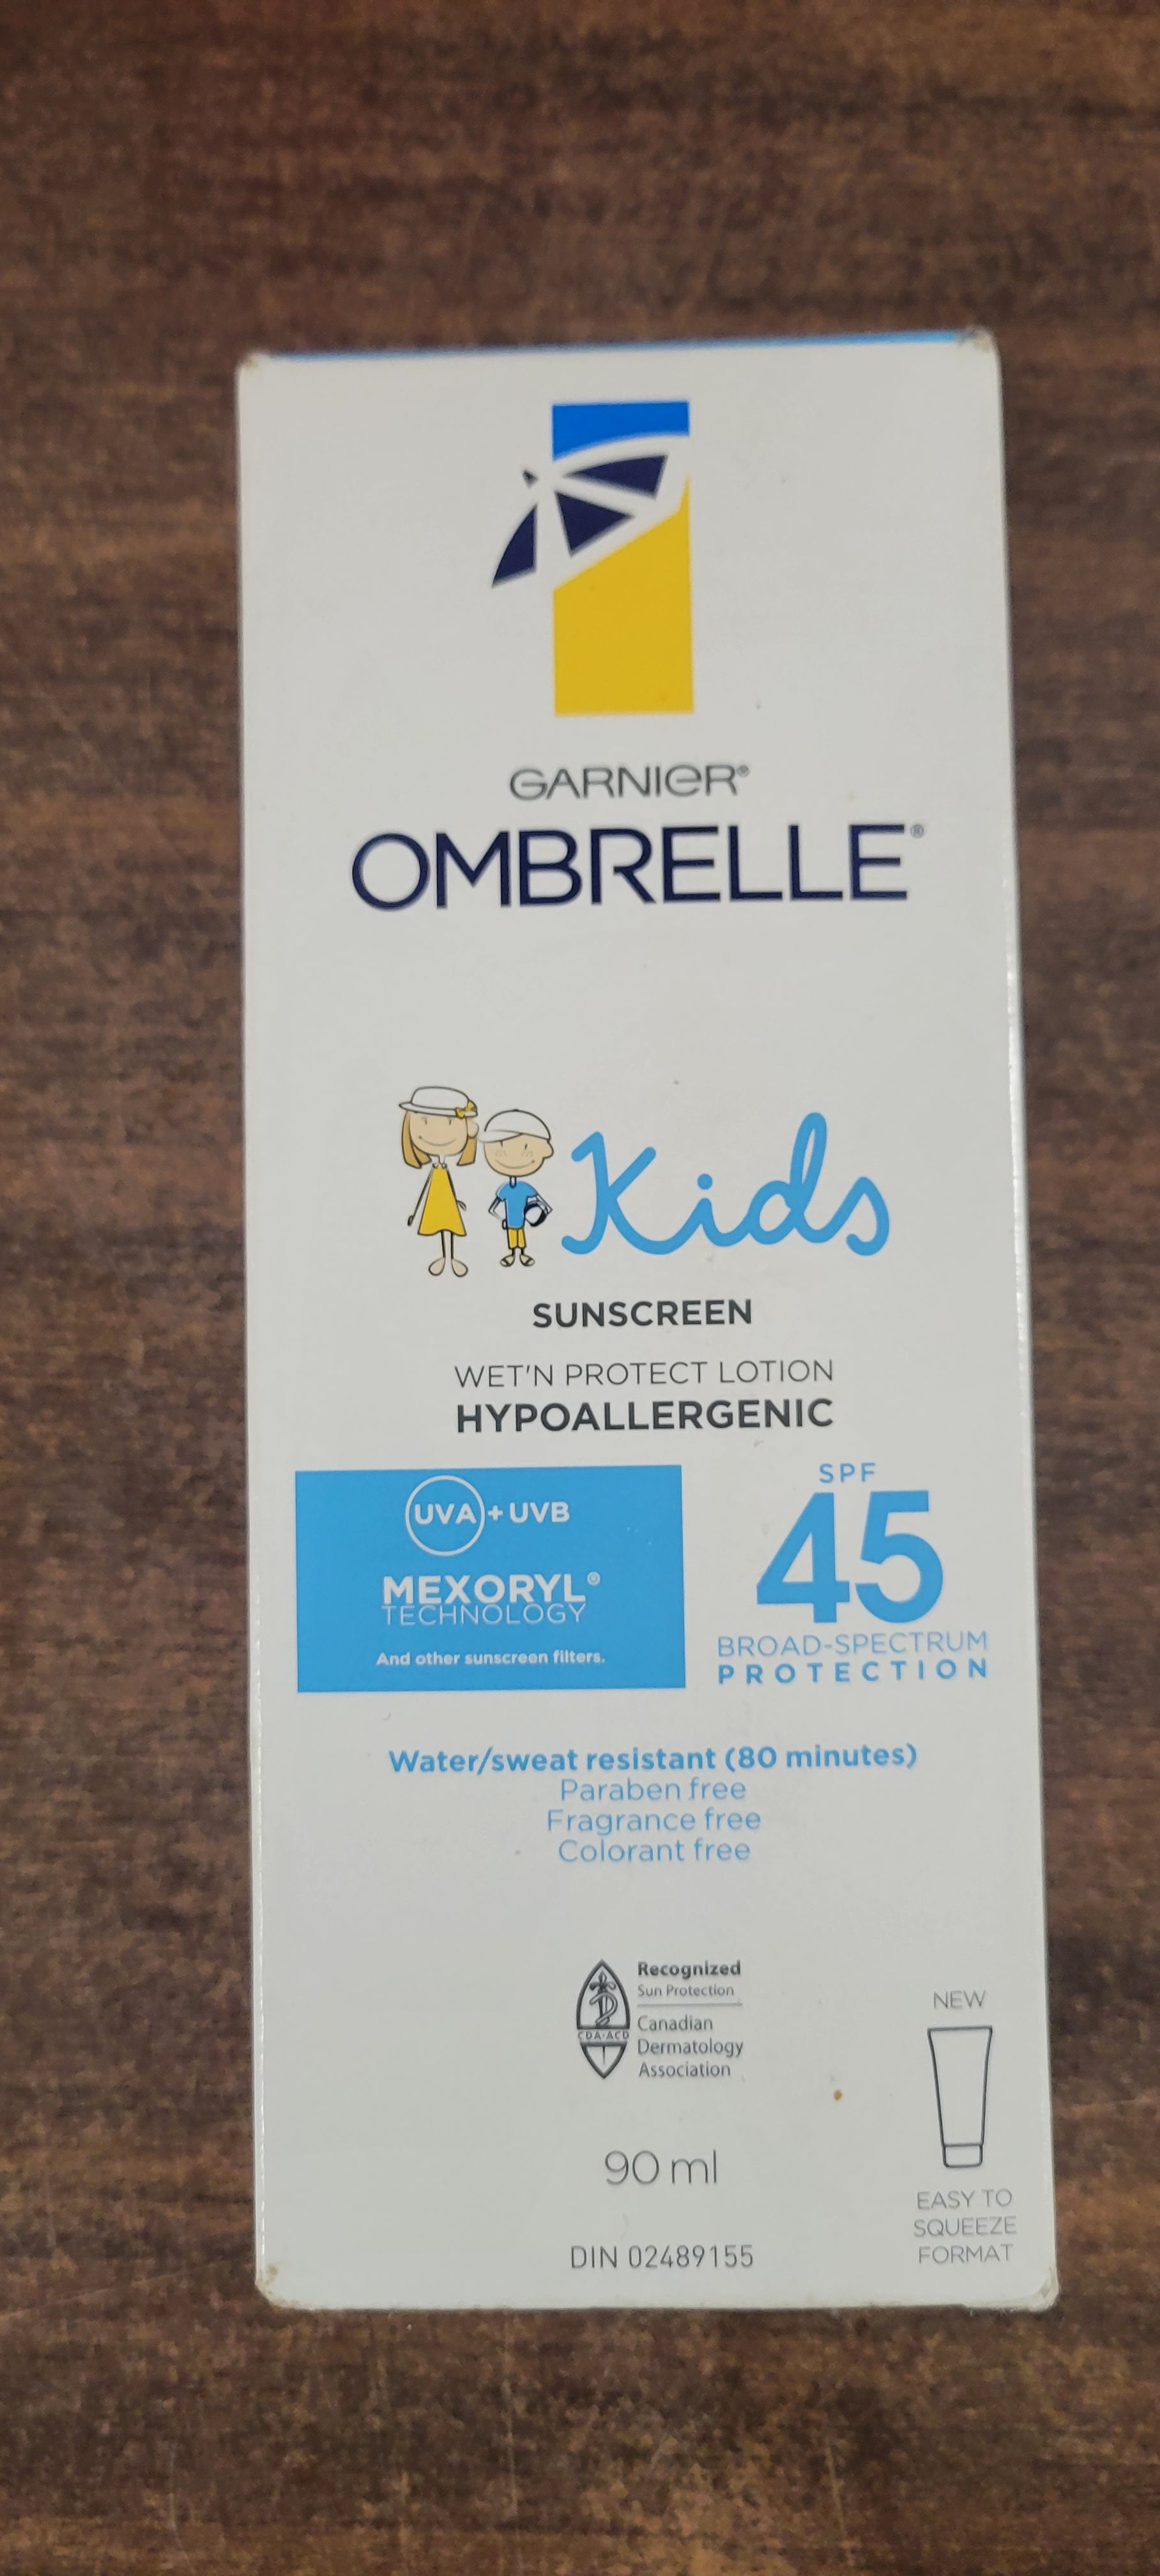 GARNIER®
OMBRELLE®
Kids
SUNSCREEN
WET'N PROTECT LOTION
HYPOALLERGENIC
UVA + UVB
MEXORYL®
TECHNOLOGY
And other sunscreen filters.
SPF
45
BROAD-SPECTRUM
PROTECTION
Water/sweat resistant (80 minutes)
Paraben free
Fragrance free
Colorant free
Recognized
Sun Protection
CDA·ACD
Canadian
Dermatology
Association
NEW
EASY TO
SQUEEZE
FORMAT
90 ml
DIN 02489155